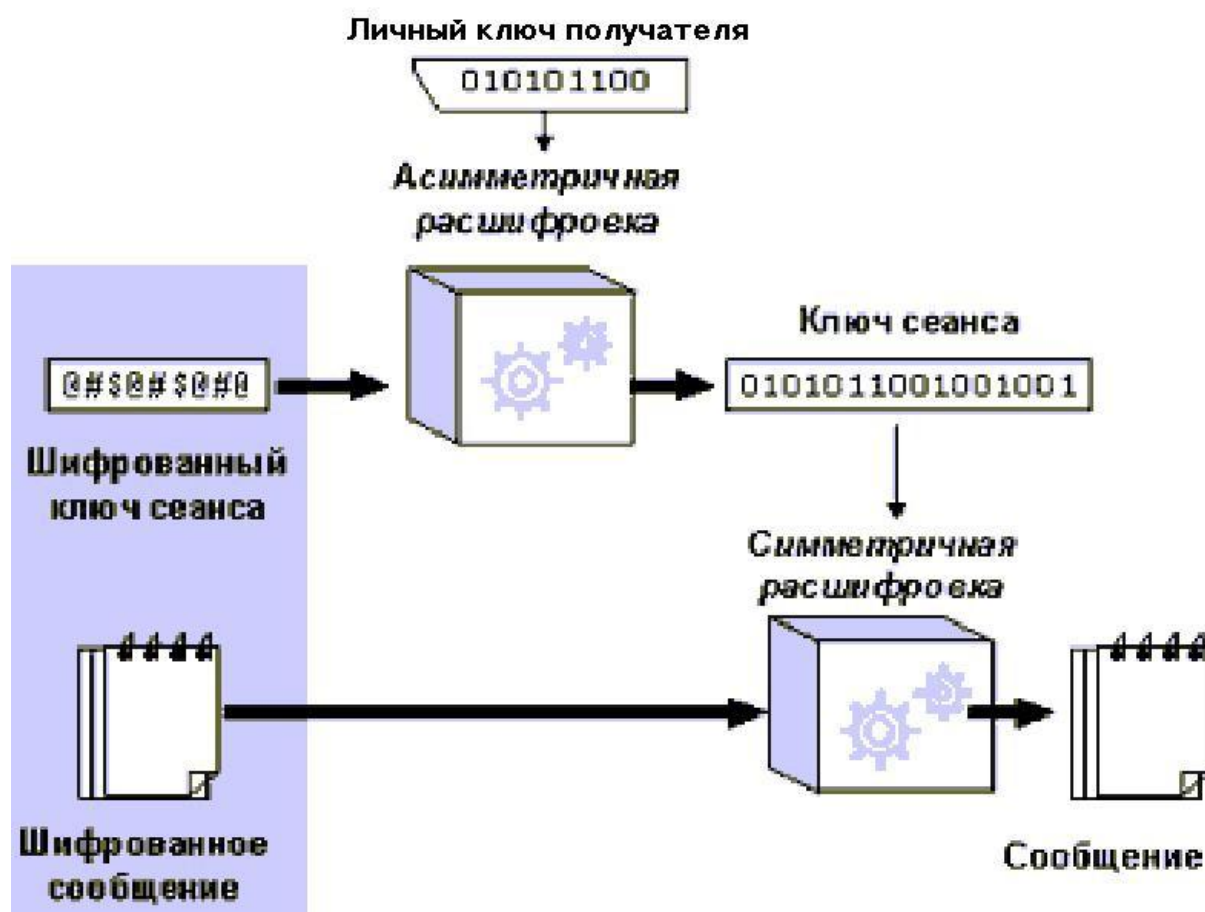 Личный ключ получателя
010101100
Асимметричная
расшифровка
Ключ сеанса
@#$@#$@#@
0101011001001001
Шифрованный
ключ сеанса
Симметричная
расшифровка
Шифрованное
сообщение
Сообщение